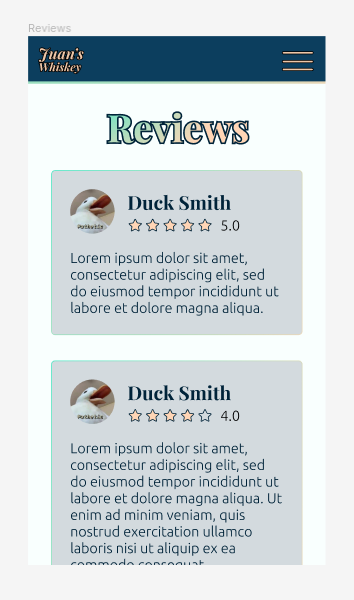 Reviews
Juan's
Whiskey
Reviews
Duck Smith
5.0
Lorem ipsum dolor sit amet,
consectetur adipiscing elit, sed
do eiusmod tempor incididunt ut
labore et dolore magna aliqua.
Duck Smith
4.0
Lorem ipsum dolor sit amet,
consectetur adipiscing elit, sed
do eiusmod tempor incididunt ut
labore et dolore magna aliqua. Ut
enim ad minim veniam, quis
nostrud exercitation ullamco
laboris nisi ut aliquip ex ea
commodo consequat